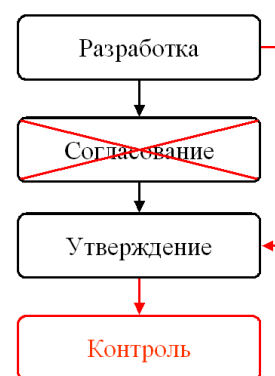 Разработка
Согласование
Утверждение
Контроль